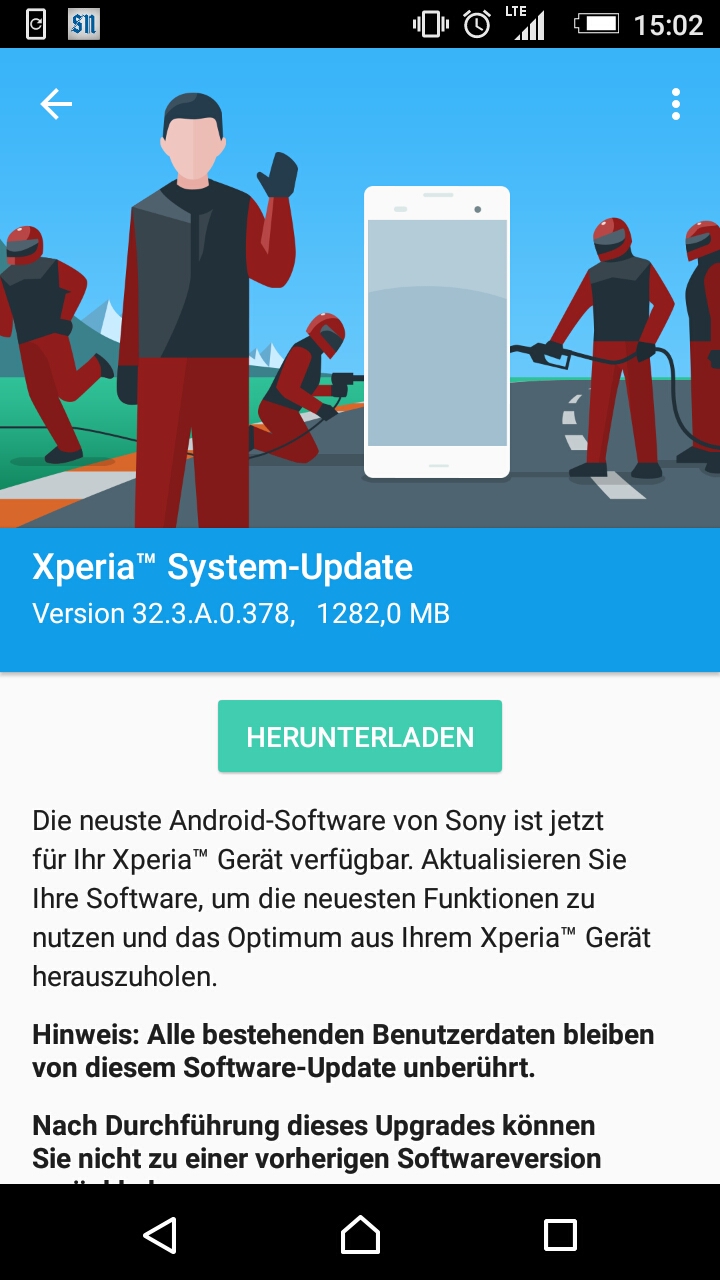 SN
LTE
15:02
Xperia™ System-Update
Version 32.3.A.0.378, 1282,0 MB
HERUNTERLADEN
Die neuste Android-Software von Sony ist jetzt
für Ihr Xperia™ Gerät verfügbar. Aktualisieren Sie
Ihre Software, um die neuesten Funktionen zu
nutzen und das Optimum aus Ihrem Xperia™ Gerät
herauszuholen.
Hinweis: Alle bestehenden Benutzerdaten bleiben
von diesem Software-Update unberührt.
Nach Durchführung dieses Upgrades können
Sie nicht zu einer vorherigen Softwareversion